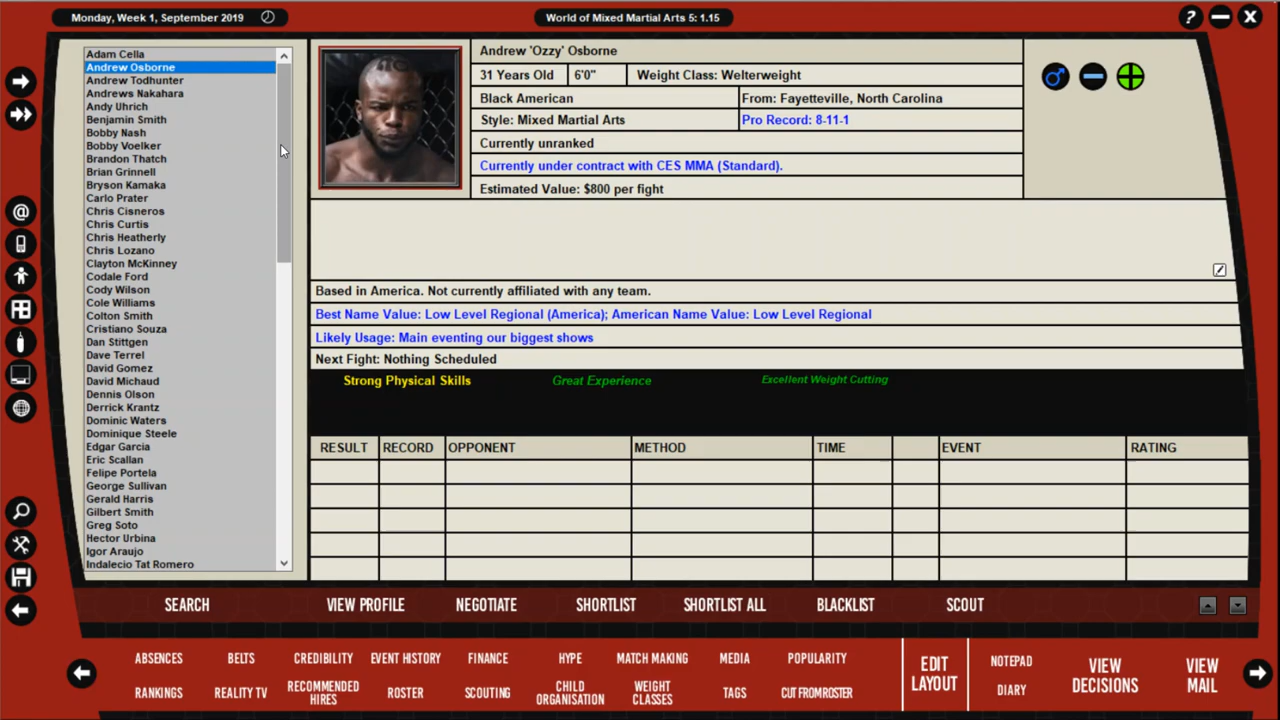 Monday, Week 1, September 2019
World of Mixed Martial Arts 5: 1.15
?
X
Adam Cella
Andrew Osborne
Andrew Todhunter
Andrews Nakahara
Andy Uhrich
Benjamin Smith
Bobby Nash
Bobby Voelker
Brandon Thatch
Brian Grinnell
Bryson Kamaka
Carlo Prater
Chris Cisneros
Chris Curtis
Chris Heatherly
Chris Lozano
Clayton McKinney
Codale Ford
Cody Wilson
Cole Williams
Colton Smith
Cristiano Souza
Dan Stittgen
Dave Terrel
David Gomez
David Michaud
Dennis Olson
Derrick Krantz
Dominic Waters
Dominique Steele
Edgar Garcia
Eric Scallan
Felipe Portela
George Sullivan
Gerald Harris
Gilbert Smith
Greg Soto
Hector Urbina
Igor Araujo
Indalecio Tat Romero
Andrew 'Ozzy' Osborne
31 Years Old 6'0" Weight Class: Welterweight
Black American From: Fayetteville, North Carolina
Style: Mixed Martial Arts Pro Record: 8-11-1
Currently unranked
Currently under contract with CES MMA (Standard).
Estimated Value: $800 per fight
Based in America. Not currently affiliated with any team.
Best Name Value: Low Level Regional (America); American Name Value: Low Level Regional
Likely Usage: Main eventing our biggest shows
Next Fight: Nothing Scheduled
Strong Physical Skills Great Experience Excellent Weight Cutting
RESULT RECORD OPPONENT METHOD TIME EVENT RATING
SEARCH VIEW PROFILE NEGOTIATE SHORTLIST SHORTLIST ALL BLACKLIST SCOUT
ABSENCES BELTS CREDIBILITY EVENT HISTORY FINANCE HYPE MATCH MAKING MEDIA POPULARITY
RANKINGS REALITY TV RECOMMENDED HIRES ROSTER SCOUTING CHILD ORGANISATION WEIGHT CLASSES TAGS CUT FROM ROSTER
EDIT LAYOUT
NOTEPAD
DIARY
VIEW DECISIONS
VIEW MAIL
@